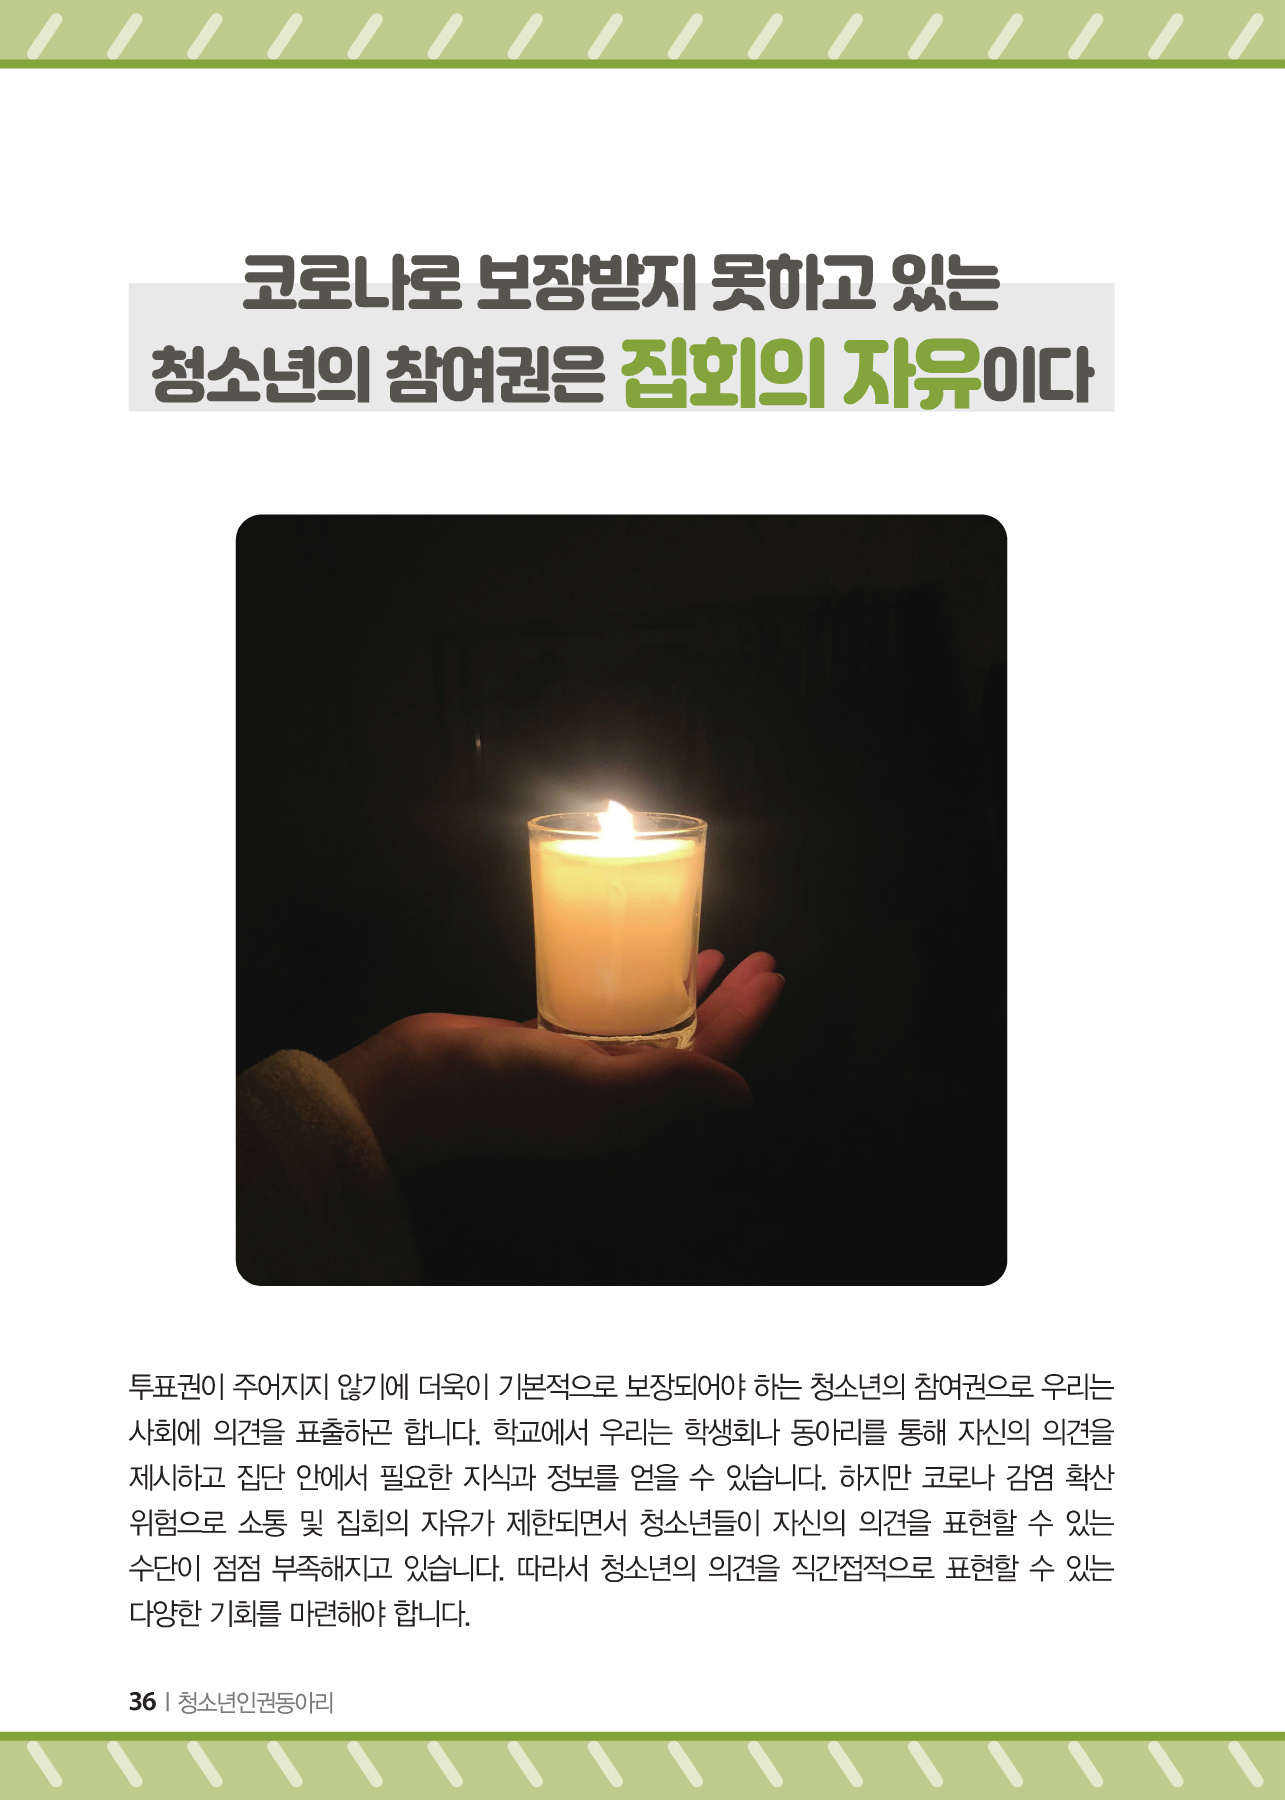 코로나로 보장받지 못하고 있는
청소년의 참여권은 집회의 자유이다
투표권이 주어지지 않기에 더욱이 기본적으로 보장되어야 하는 청소년의 참여권으로 우리는
사회에 의견을 표출하곤 합니다. 학교에서 우리는 학생회나 동아리를 통해 자신의 의견을
제시하고 집단 안에서 필요한 지식과 정보를 얻을 수 있습니다. 하지만 코로나 감염 확산
위험으로 소통 및 집회의 자유가 제한되면서 청소년들이 자신의 의견을 표현할 수 있는
수단이 점점 부족해지고 있습니다. 따라서 청소년의 의견을 직간접적으로 표현할 수 있는
다양한 기회를 마련해야 합니다.
36 | 청소년인권동아리